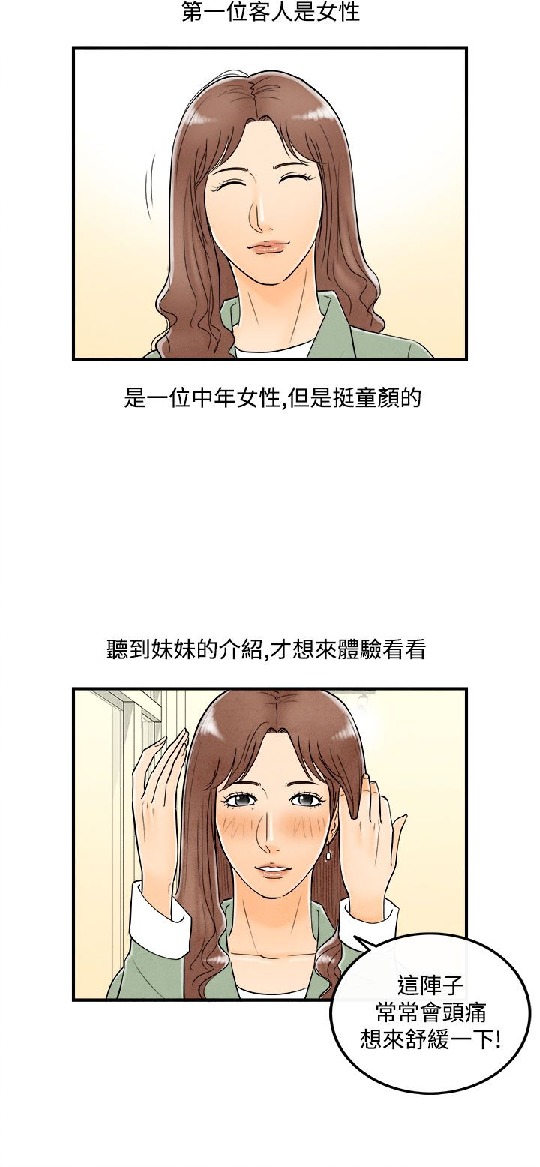 第一位客人是女性
是一位中年女性,但是挺童顏的
聽到妹妹的介紹,才想來體驗看看
這陣子
常常會頭痛
想來舒緩一下!